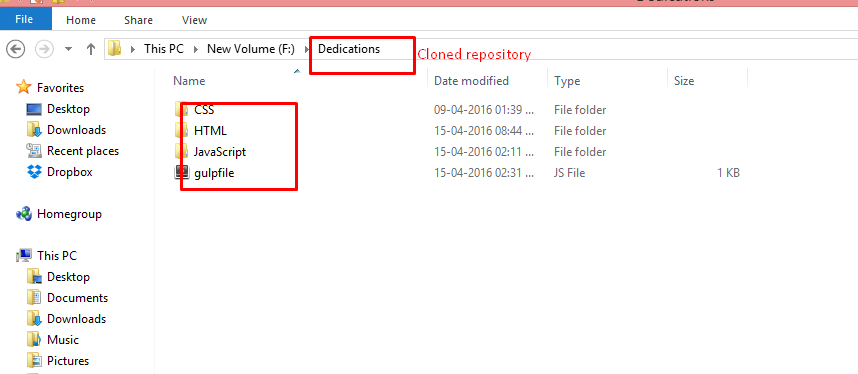 File Home Share View
This PC New Volume (F:) Dedications Cloned repository
Name Date modified Type Size
Favorites
Desktop
Downloads
Recent places
Dropbox
Homegroup
This PC
Desktop
Documents
Downloads
Music
Pictures
CSS 09-04-2016 01:39 ... File folder
HTML 15-04-2016 08:44 ... File folder
JavaScript 15-04-2016 02:11 ... File folder
gulpfile 15-04-2016 02:31 ... JS File 1 KB